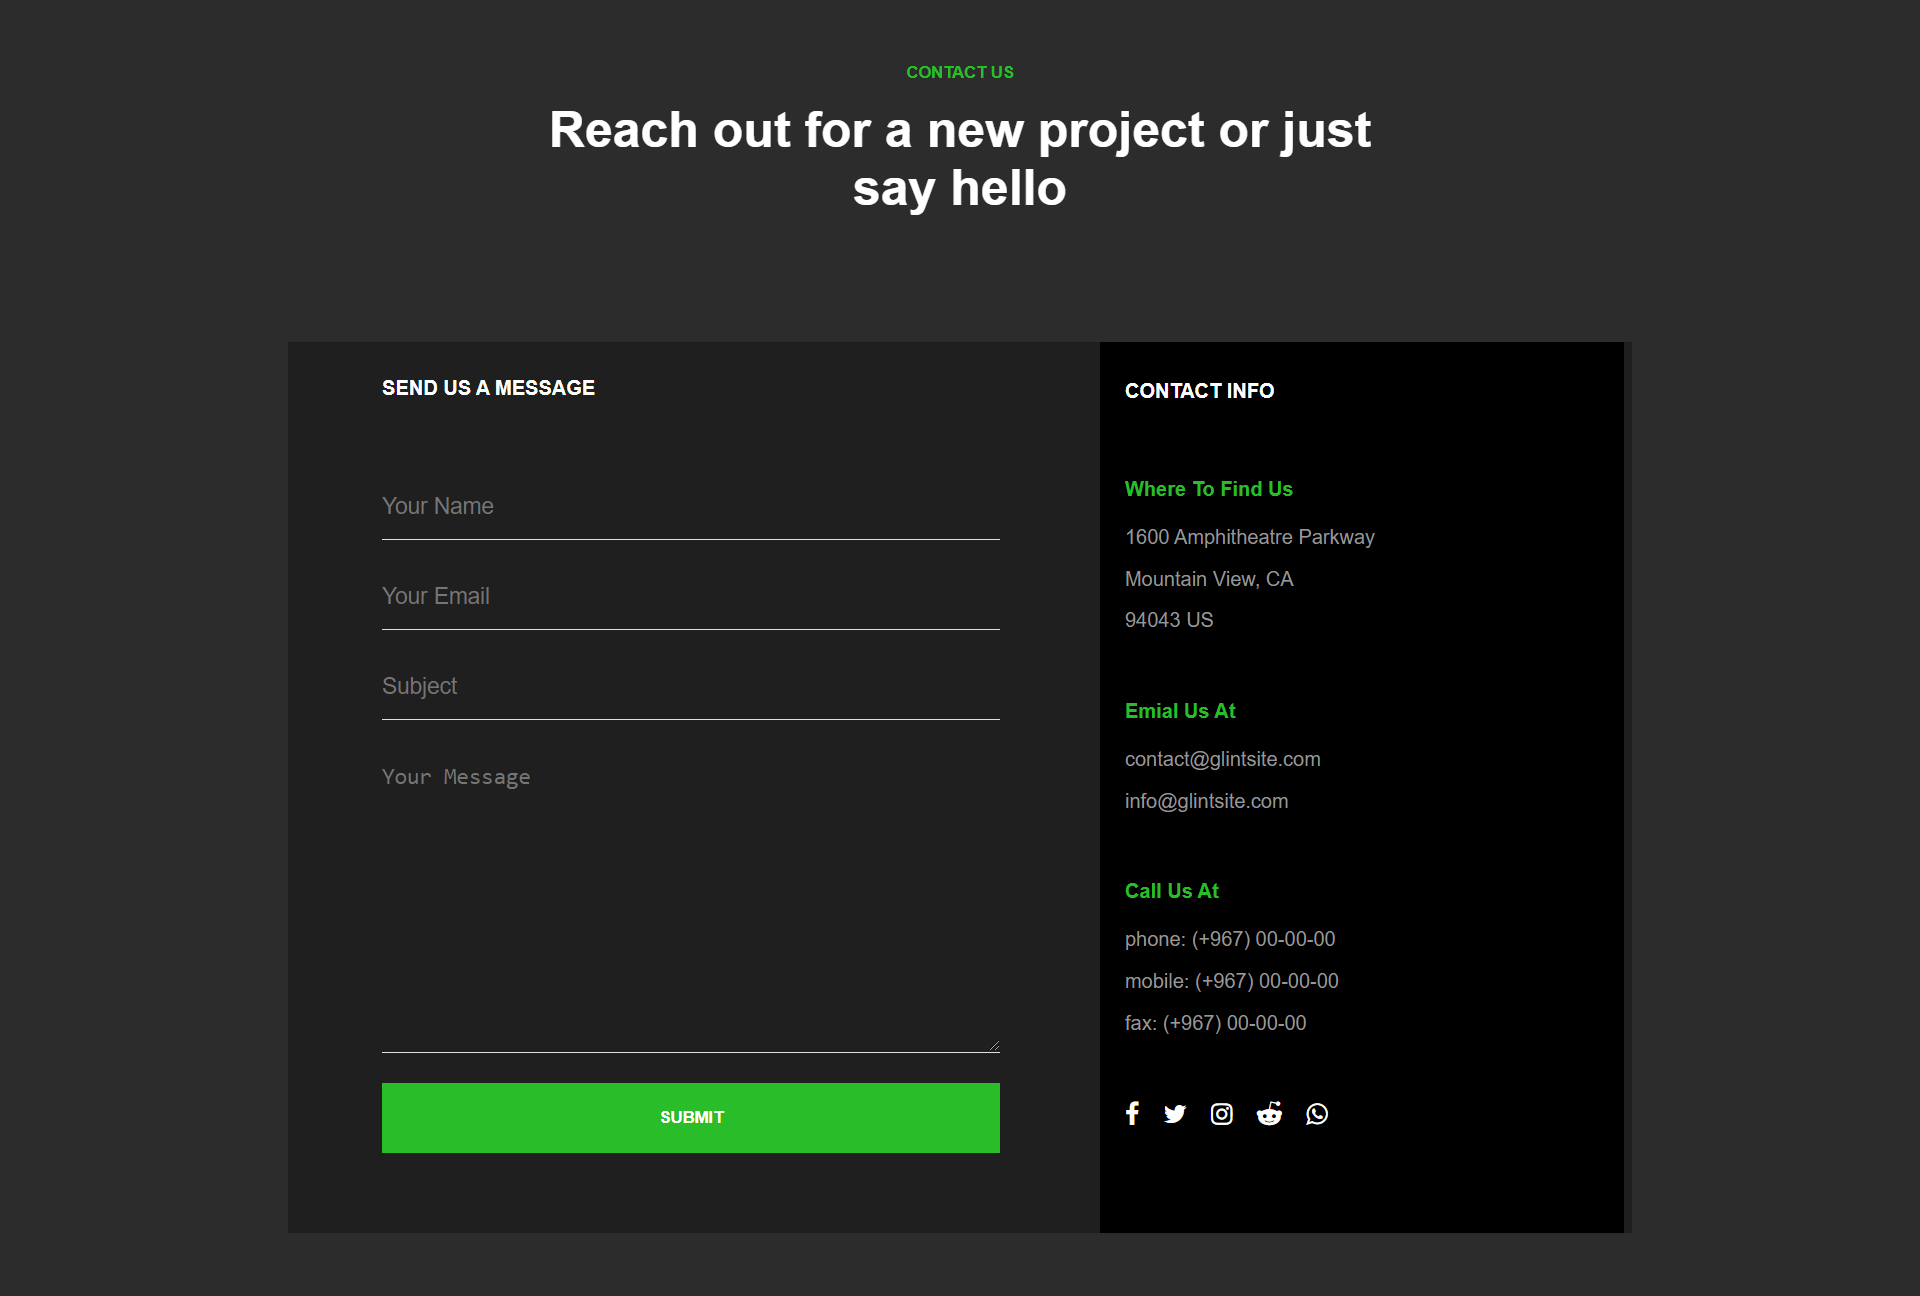 CONTACT US
Reach out for a new project or just
say hello
SEND US A MESSAGE
Your Name
Your Email
Subject
Your Message
SUBMIT
CONTACT INFO
Where To Find Us
1600 Amphitheatre Parkway
Mountain View, CA
94043 US
Emial Us At
contact@glintsite.com
info@glintsite.com
Call Us At
phone: (+967) 00-00-00
mobile: (+967) 00-00-00
fax: (+967) 00-00-00